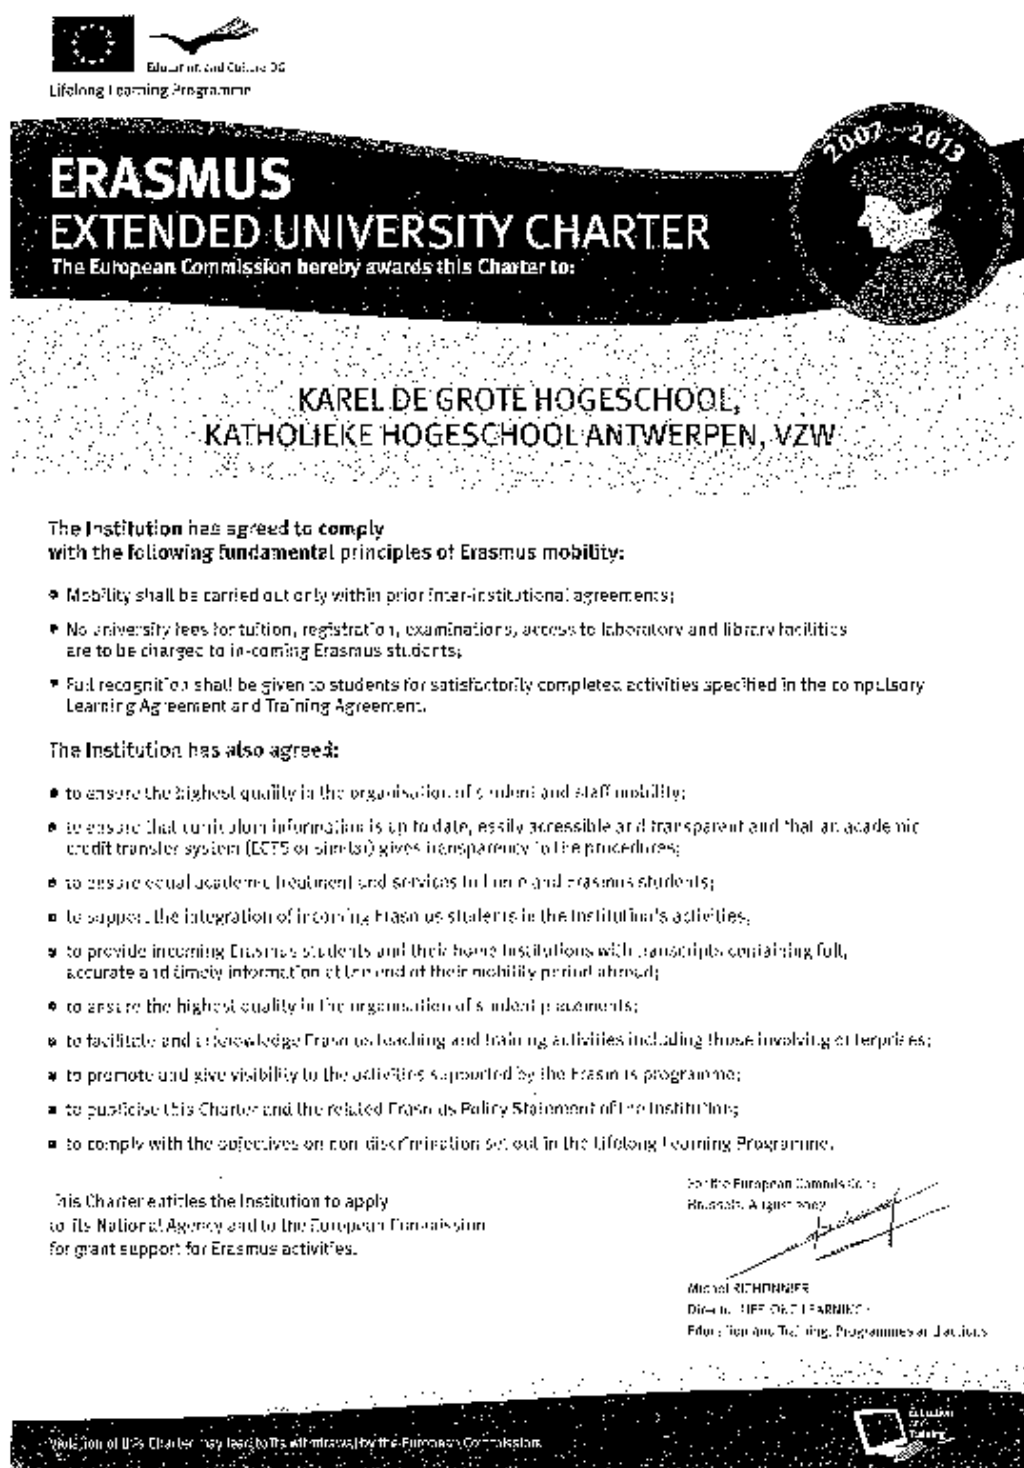 Education and Culture DG
Lifelong Learning Programme
2007 - 2013
ERASMUS
EXTENDED UNIVERSITY CHARTER
The European Commission hereby awards this Charter to:
KAREL DE GROTE HOGESCHOOL,
KATHOLIEKE HOGESCHOOL ANTWERPEN, VZW
The Institution has agreed to comply
with the following fundamental principles of Erasmus mobility:
• Mobility shall be carried out only within prior inter-institutional agreements;
• No university fees for tuition, registration, examinations, access to laboratory and library facilities
are to be charged to in-coming Erasmus students;
• Full recognition shall be given to students for satisfactorily completed activities specified in the compulsory
Learning Agreement and Training Agreement.
The Institution has also agreed:
• to ensure the highest quality in the organisation of student and staff mobility;
• to ensure that curriculum information is up to date, easily accessible and transparent and that an academic
credit transfer system (ECTS or similar) gives transparency to the procedures;
• to ensure equal academic treatment and services to home and Erasmus students;
• to support the integration of incoming Erasmus students in the Institution's activities;
• to provide incoming Erasmus students and their home Institutions with transcripts containing full,
accurate and timely information at the end of their mobility period abroad;
• to ensure the highest quality in the organisation of student placements;
• to facilitate and acknowledge Erasmus teaching and training activities including those involving enterprises;
• to promote and give visibility to the activities supported by the Erasmus programme;
• to publicise this Charter and the related Erasmus Policy Statement of the Institution;
• to comply with the objectives on non-discrimination set out in the Lifelong Learning Programme.
This Charter entitles the Institution to apply
to its National Agency and to the European Commission
for grant support for Erasmus activities.
For the European Commission:
Brussels, August 2007
Michel RICHONNIER
Director LIFELONG LEARNING:
Education and Training, Programmes and actions
Violation of this Charter may lead to its withdrawal by the European Commission
Education
and
Training